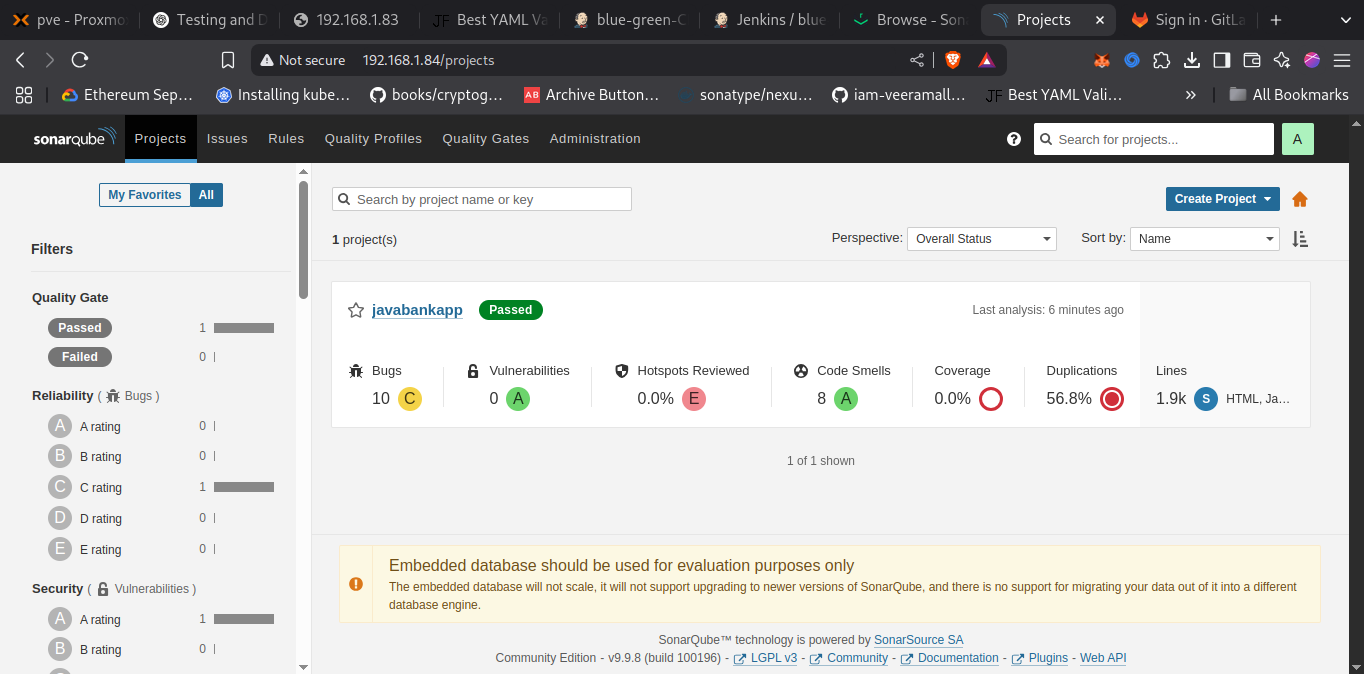 pve - Proxmo
Testing and D
192.168.1.83
JF Best YAML Va
blue-green-C
Jenkins / blue
Browse - Son
Projects
Sign in · GitLa
Not secure 192.168.1.84/projects
Ethereum Sep...
Installing kube...
books/cryptog...
AB Archive Button...
sonatype/nexu...
iam-veeramall...
JF Best YAML Vali...
» All Bookmarks
sonarqube Projects Issues Rules Quality Profiles Quality Gates Administration
? Search for projects... A
My Favorites All
Search by project name or key
Create Project
Filters
1 project(s)
Perspective: Overall Status Sort by: Name
Quality Gate
Passed 1
Failed 0
Reliability ( Bugs )
A A rating 0
B B rating 0
C C rating 1
D D rating 0
E E rating 0
Security ( Vulnerabilities )
A A rating 1
B B rating 0
javabankapp Passed Last analysis: 6 minutes ago
Bugs Vulnerabilities Hotspots Reviewed Code Smells Coverage Duplications Lines
10 C 0 A 0.0% E 8 A 0.0% 56.8% 1.9k S HTML, Ja...
1 of 1 shown
Embedded database should be used for evaluation purposes only
The embedded database will not scale, it will not support upgrading to newer versions of SonarQube, and there is no support for migrating your data out of it into a different
database engine.
SonarQube™ technology is powered by SonarSource SA
Community Edition - v9.9.8 (build 100196) - LGPL v3 - Community - Documentation - Plugins - Web API